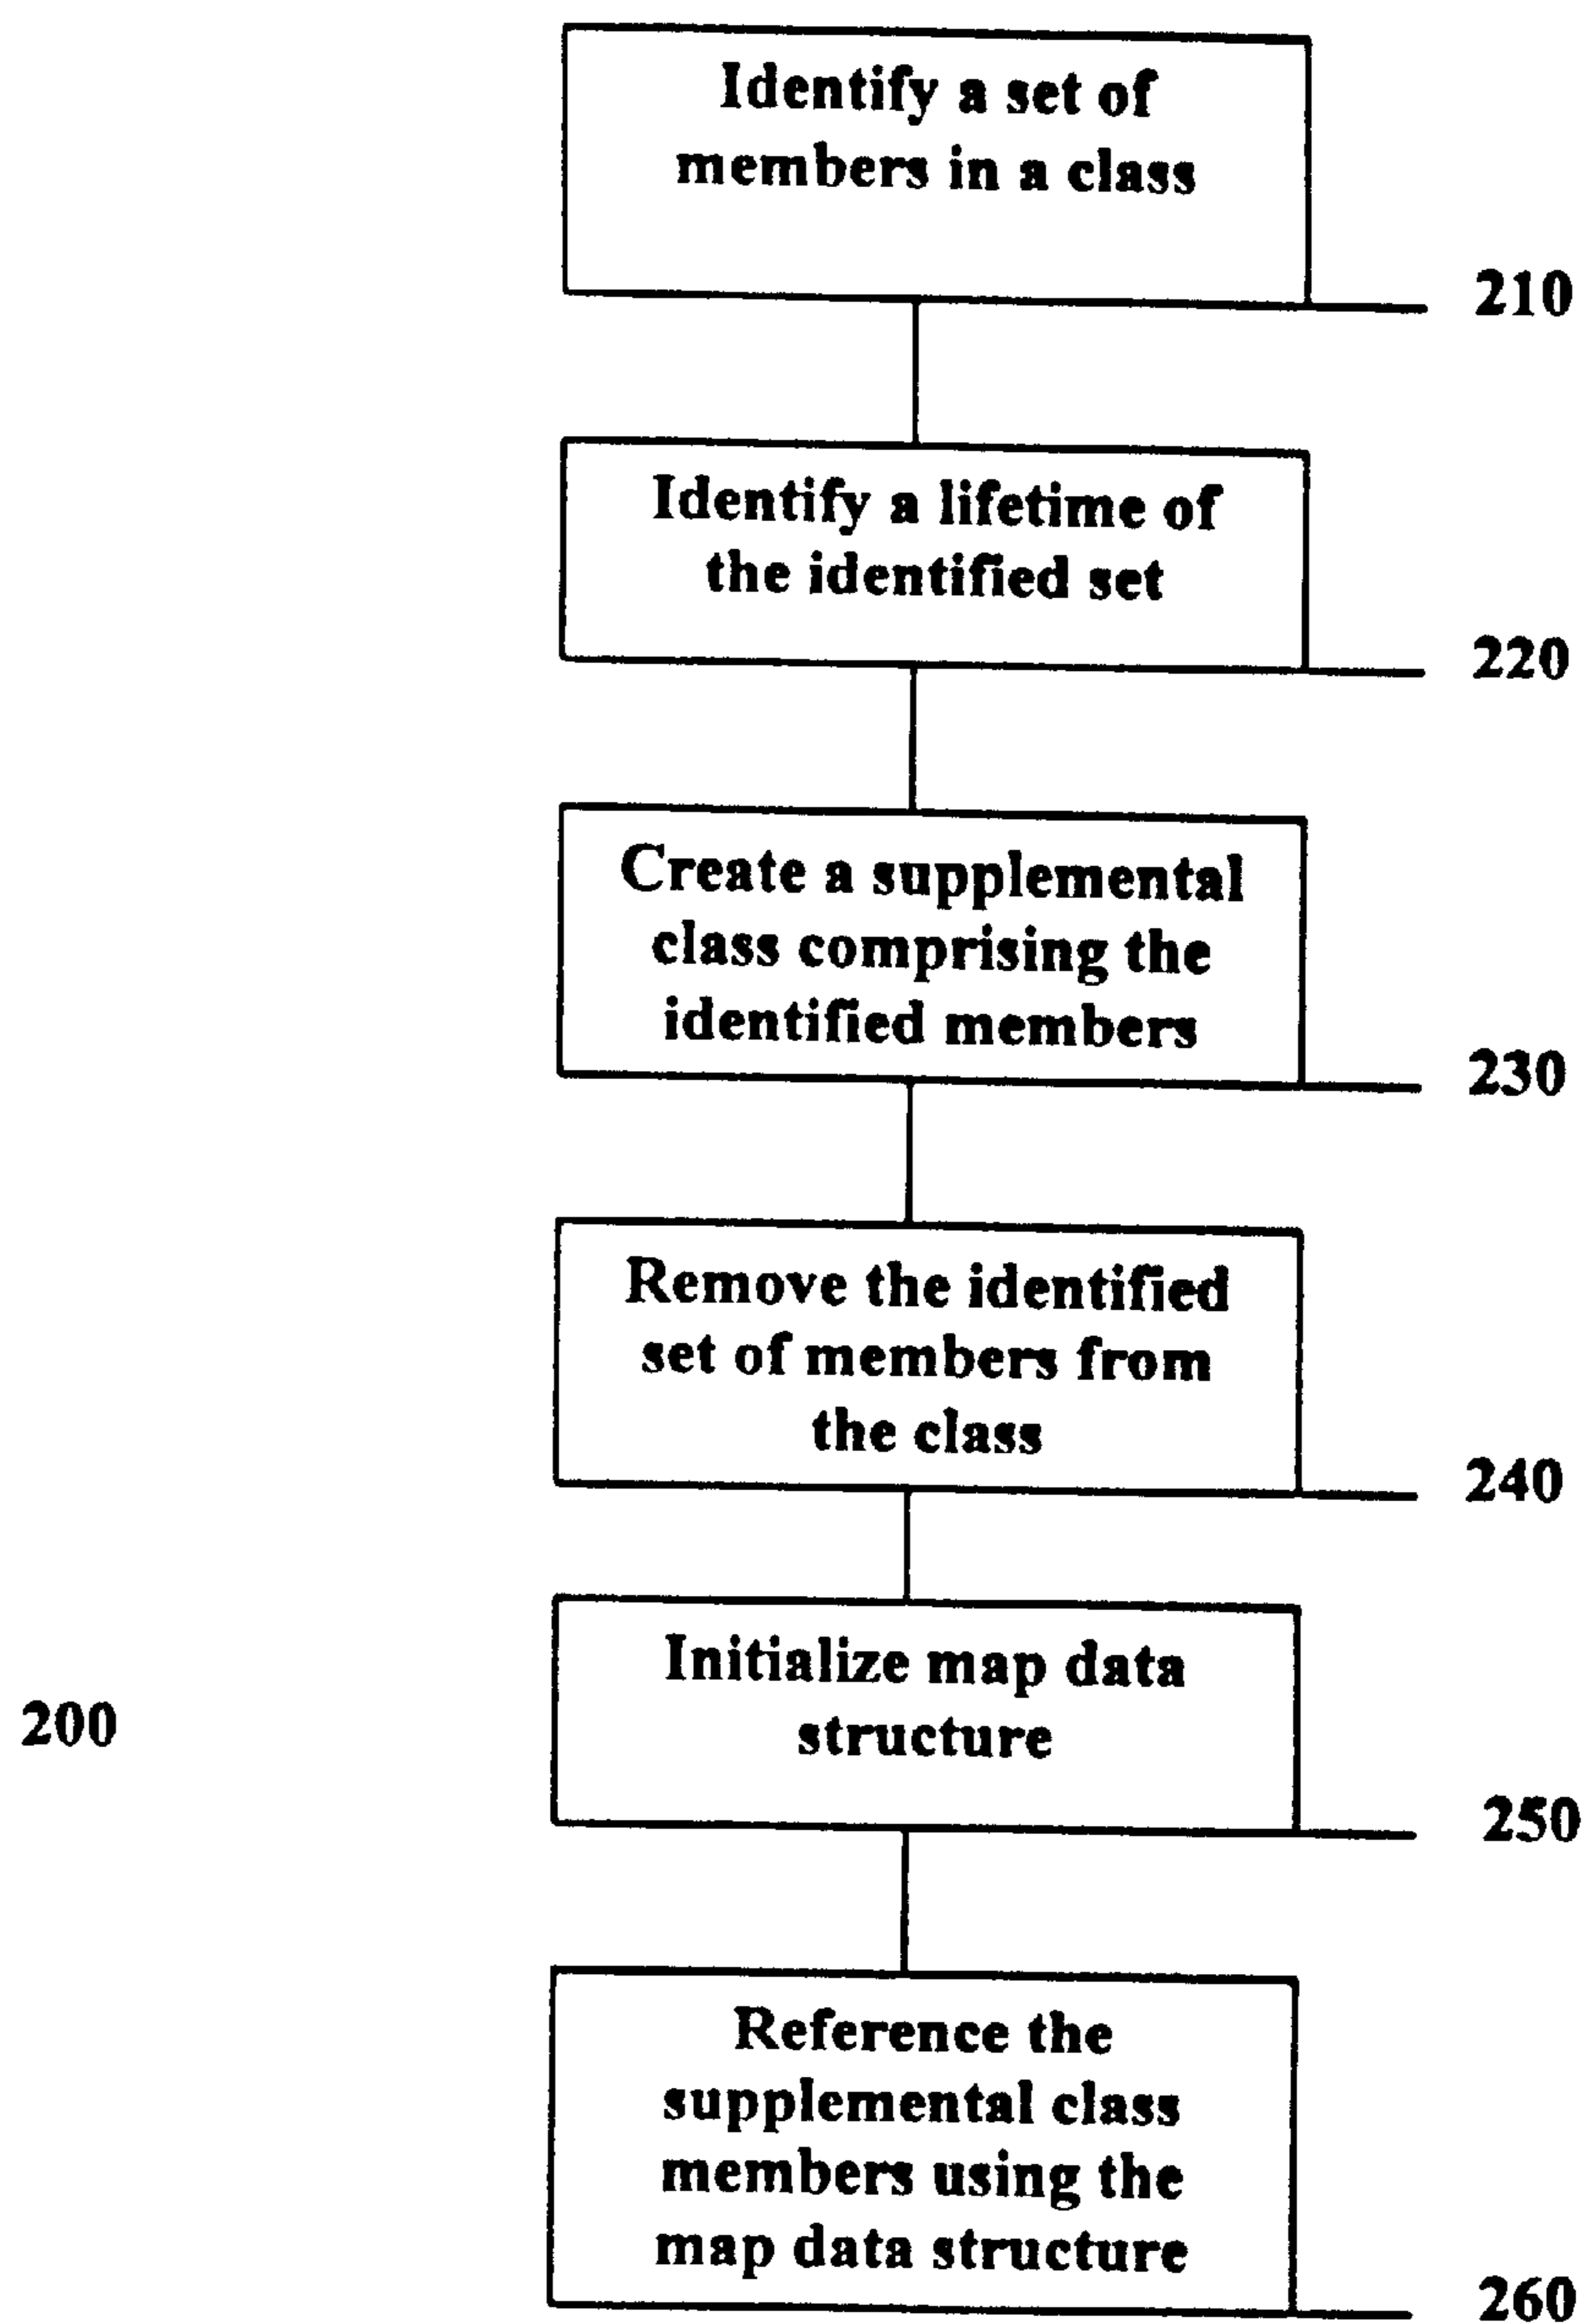 Identify a set of
members in a class
210
Identify a lifetime of
the identified set
220
Create a supplemental
class comprising the
identified members
230
Remove the identified
set of members from
the class
240
Initialize map data
structure
200
250
Reference the
supplemental class
members using the
map data structure
260